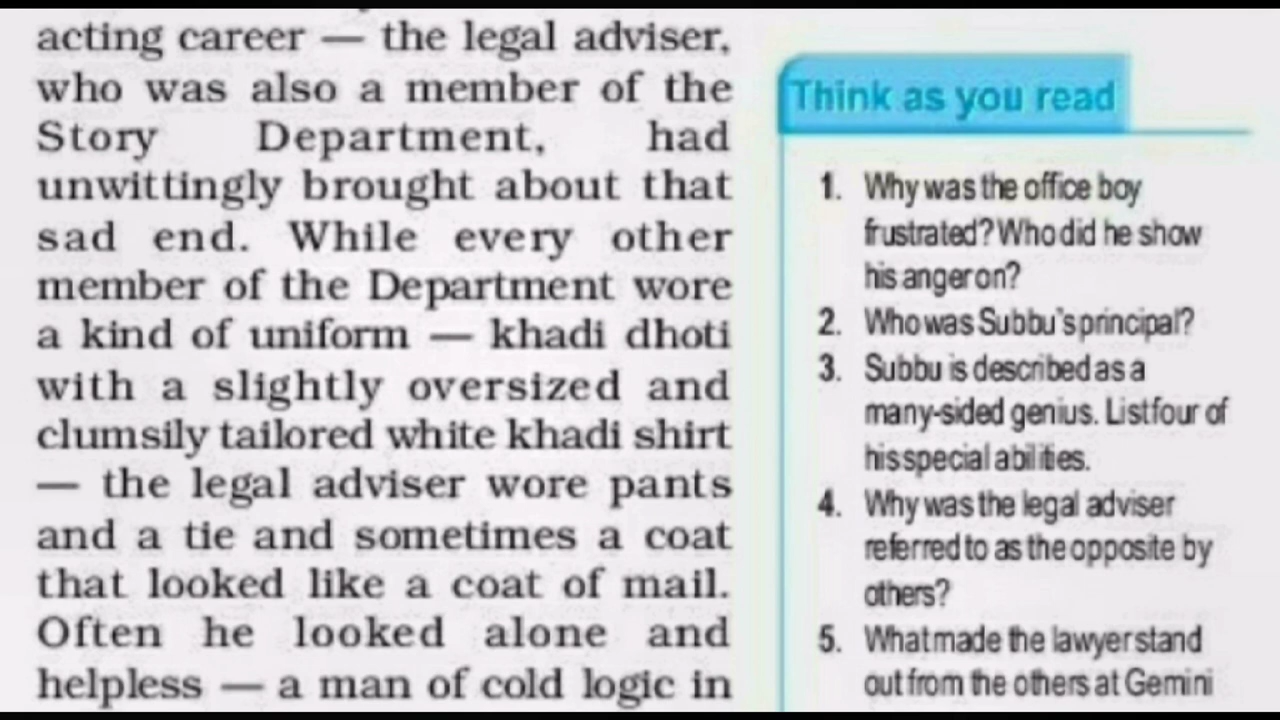 acting career — the legal adviser,
who was also a member of the
Story Department, had
unwittingly brought about that
sad end. While every other
member of the Department wore
a kind of uniform — khadi dhoti
with a slightly oversized and
clumsily tailored white khadi shirt
— the legal adviser wore pants
and a tie and sometimes a coat
that looked like a coat of mail.
Often he looked alone and
helpless — a man of cold logic in
Think as you read
1. Why was the office boy
frustrated? Who did he show
his anger on?
2. Who was Subbu's principal?
3. Subbu is described as a
many-sided genius. List four of
his special abilities.
4. Why was the legal adviser
referred to as the opposite by
others?
5. What made the lawyer stand
out from the others at Gemini